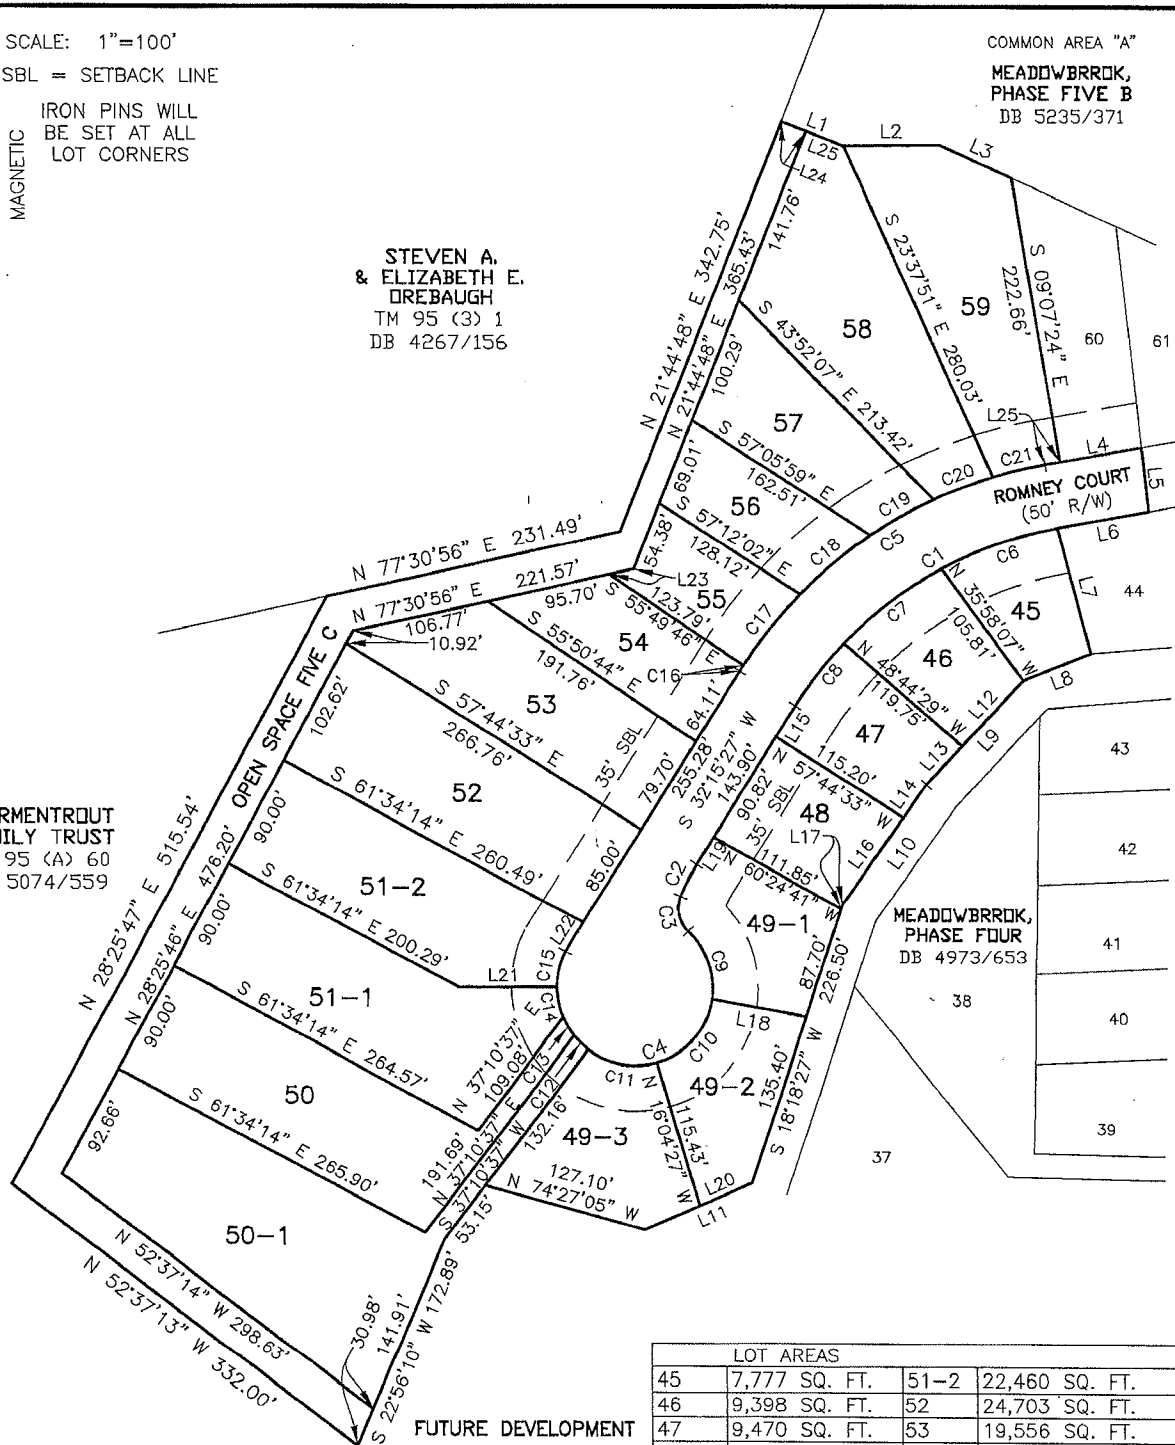 SCALE: 1"=100'
SBL = SETBACK LINE
IRON PINS WILL
BE SET AT ALL
LOT CORNERS
MAGNETIC
COMMON AREA "A"
MEADOWBRROK,
PHASE FIVE B
DB 5235/371
STEVEN A.
& ELIZABETH E.
OREBAUGH
TM 95 (3) 1
DB 4267/156
L1
L2
L3
L25
L24
141.76'
N 21°44'48" E 342.75'
N 21°44'48" E 365.43'
100.29'
S 23°37'51" E 280.03'
S 09°07'24" E
222.66'
59
58
60
61
S 43°52'07" E 213.42'
57
L25
L4
L5
C21
C20
ROMNEY COURT
(50' R/W)
S 57°05'59" E
162.51'
69.01'
56
C19
C18
C5
C1
C6
L6
S 57°12'02" E
128.12'
54.38'
N 77°30'56" E 231.49'
N 77°30'56" E 221.57'
L23
55
123.79'
S 55°49'46" E
C17
C7
N 35°58'07" W
105.81'
45
L7
44
95.70'
106.77'
10.92'
54
S 55°50'44" E
191.76'
C16
46
N 48°44'29" W
119.75'
C8
L8
L12
L9
53
S 57°44'33" E
266.76'
64.11'
L15
47
115.20'
L13
43
OPEN SPACE FIVE C
102.62'
35' SBL
79.70'
255.28'
S 32°15'27" W
143.90'
N 57°44'33" W
L14
52
90.82'
35' SBL
48
L17
L10
42
RMENTROUT
ILY TRUST
95 (A) 60
5074/559
S 61°34'14" E 260.49'
90.00'
85.00'
L19
111.85'
N 60°24'41" W
L16
C2
N 28°25'47" E 515.54'
N 28°25'46" E 476.20'
51-2
S 61°34'14" E 200.29'
L22
C3
49-1
MEADOWBRROK,
PHASE FOUR
DB 4973/653
41
90.00'
C15
L21
C9
87.70'
226.50'
51-1
C14
38
40
S 61°34'14" E 264.57'
90.00'
N 37°10'37" E
109.08'
C13
L18
C4
C10
50
C12
C11
49-2
39
92.66'
S 61°34'14" E 265.90'
191.69'
N 37°10'37" E
S 37°10'37" W
132.16'
49-3
N 16°04'27" W
115.43'
135.40'
S 18°18'27" W
37
127.10'
N 74°27'05" W
L20
L11
53.15'
50-1
N 52°37'14" W 298.63'
N 52°37'13" W 332.00'
30.98'
141.91'
S 22°56'10" W 172.89'
FUTURE DEVELOPMENT
LOT AREAS
45 7,777 SQ. FT. 51-2 22,460 SQ. FT.
46 9,398 SQ. FT. 52 24,703 SQ. FT.
47 9,470 SQ. FT. 53 19,556 SQ. FT.